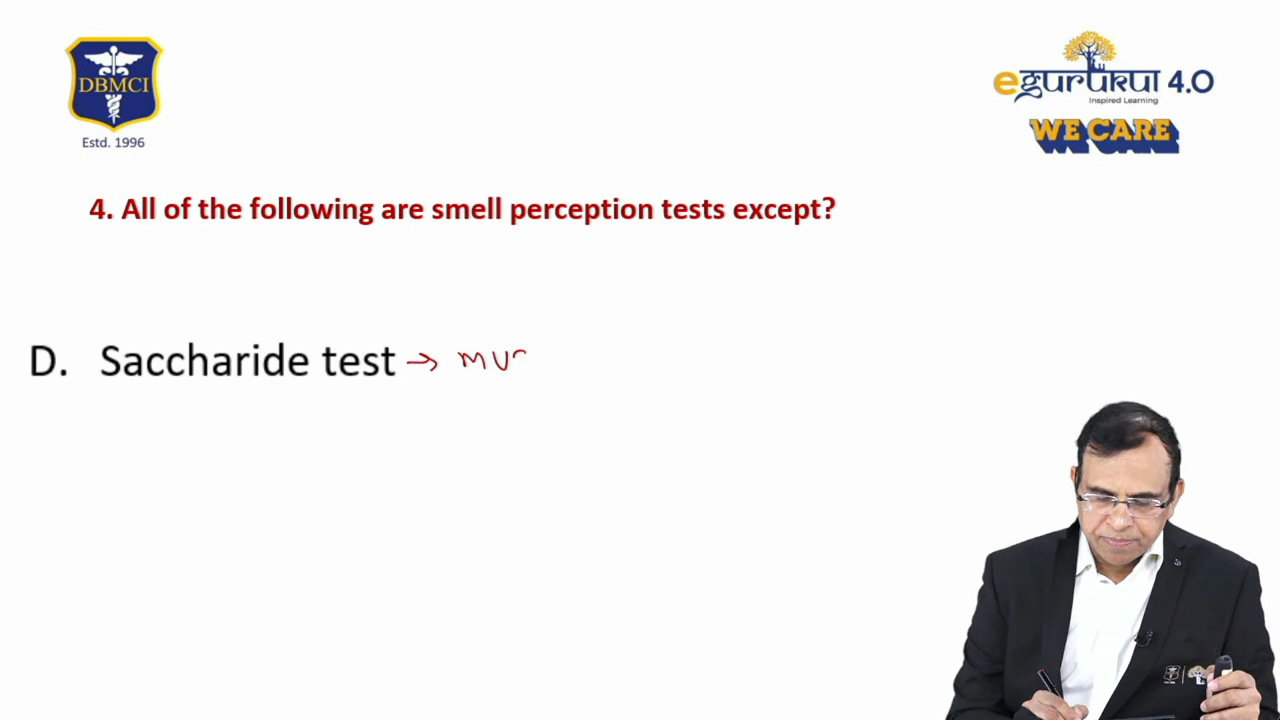 DBMCI
Estd. 1996
eGurukul 4.0
Inspired Learning
WE CARE
4. All of the following are smell perception tests except?
D. Saccharide test →